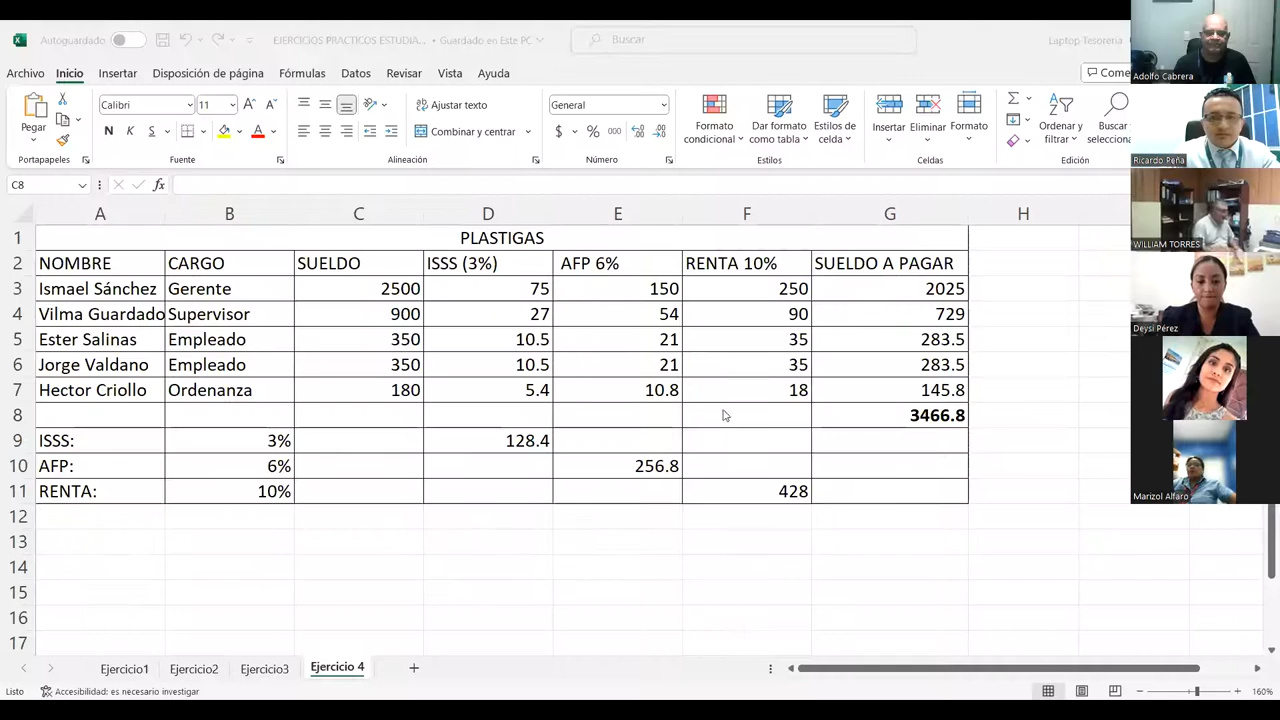 Autoguardado EJERCICIOS PRACTICOS ESTUDIA... • Guardado en Este PC Buscar Laptop Tesoreria
Archivo Inicio Insertar Disposición de página Fórmulas Datos Revisar Vista Ayuda Come
Pegar Calibri 11 Ajustar texto General Formato condicional Dar formato como tabla Estilos de celda Insertar Eliminar Formato Ordenar y filtrar Buscar selecciona
N K S Combinar y centrar $ % 000
Portapapeles Fuente Alineación Número Estilos Celdas Edición
C8 fx
A B C D E F G H
1 PLASTIGAS
2 NOMBRE CARGO SUELDO ISSS (3%) AFP 6% RENTA 10% SUELDO A PAGAR
3 Ismael Sánchez Gerente 2500 75 150 250 2025
4 Vilma Guardado Supervisor 900 27 54 90 729
5 Ester Salinas Empleado 350 10.5 21 35 283.5
6 Jorge Valdano Empleado 350 10.5 21 35 283.5
7 Hector Criollo Ordenanza 180 5.4 10.8 18 145.8
8 3466.8
9 ISSS: 3% 128.4
10 AFP: 6% 256.8
11 RENTA: 10% 428
12
13
14
15
16
17
Ejercicio1 Ejercicio2 Ejercicio3 Ejercicio 4
Listo Accesibilidad: es necesario investigar 160%
Adolfo Cabrera
Ricardo Peña
WILLIAM TORRES
Deysi Pérez
Marizol Alfaro